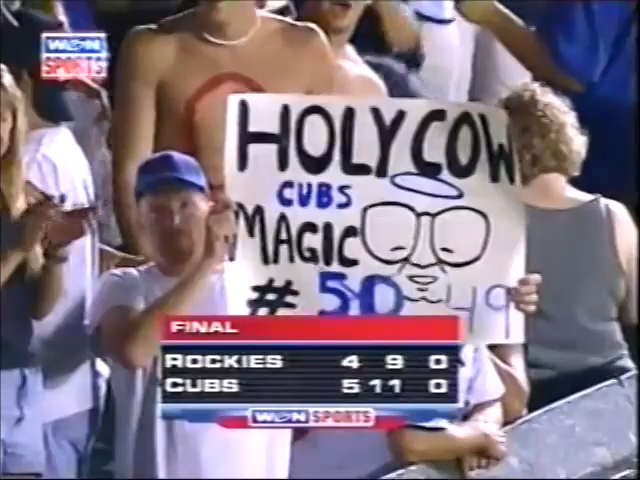 WGN
SPORTS
HOLY COW
CUBS
MAGIC
# 50 49
FINAL
ROCKIES 4 9 0
CUBS 5 11 0
WGN SPORTS